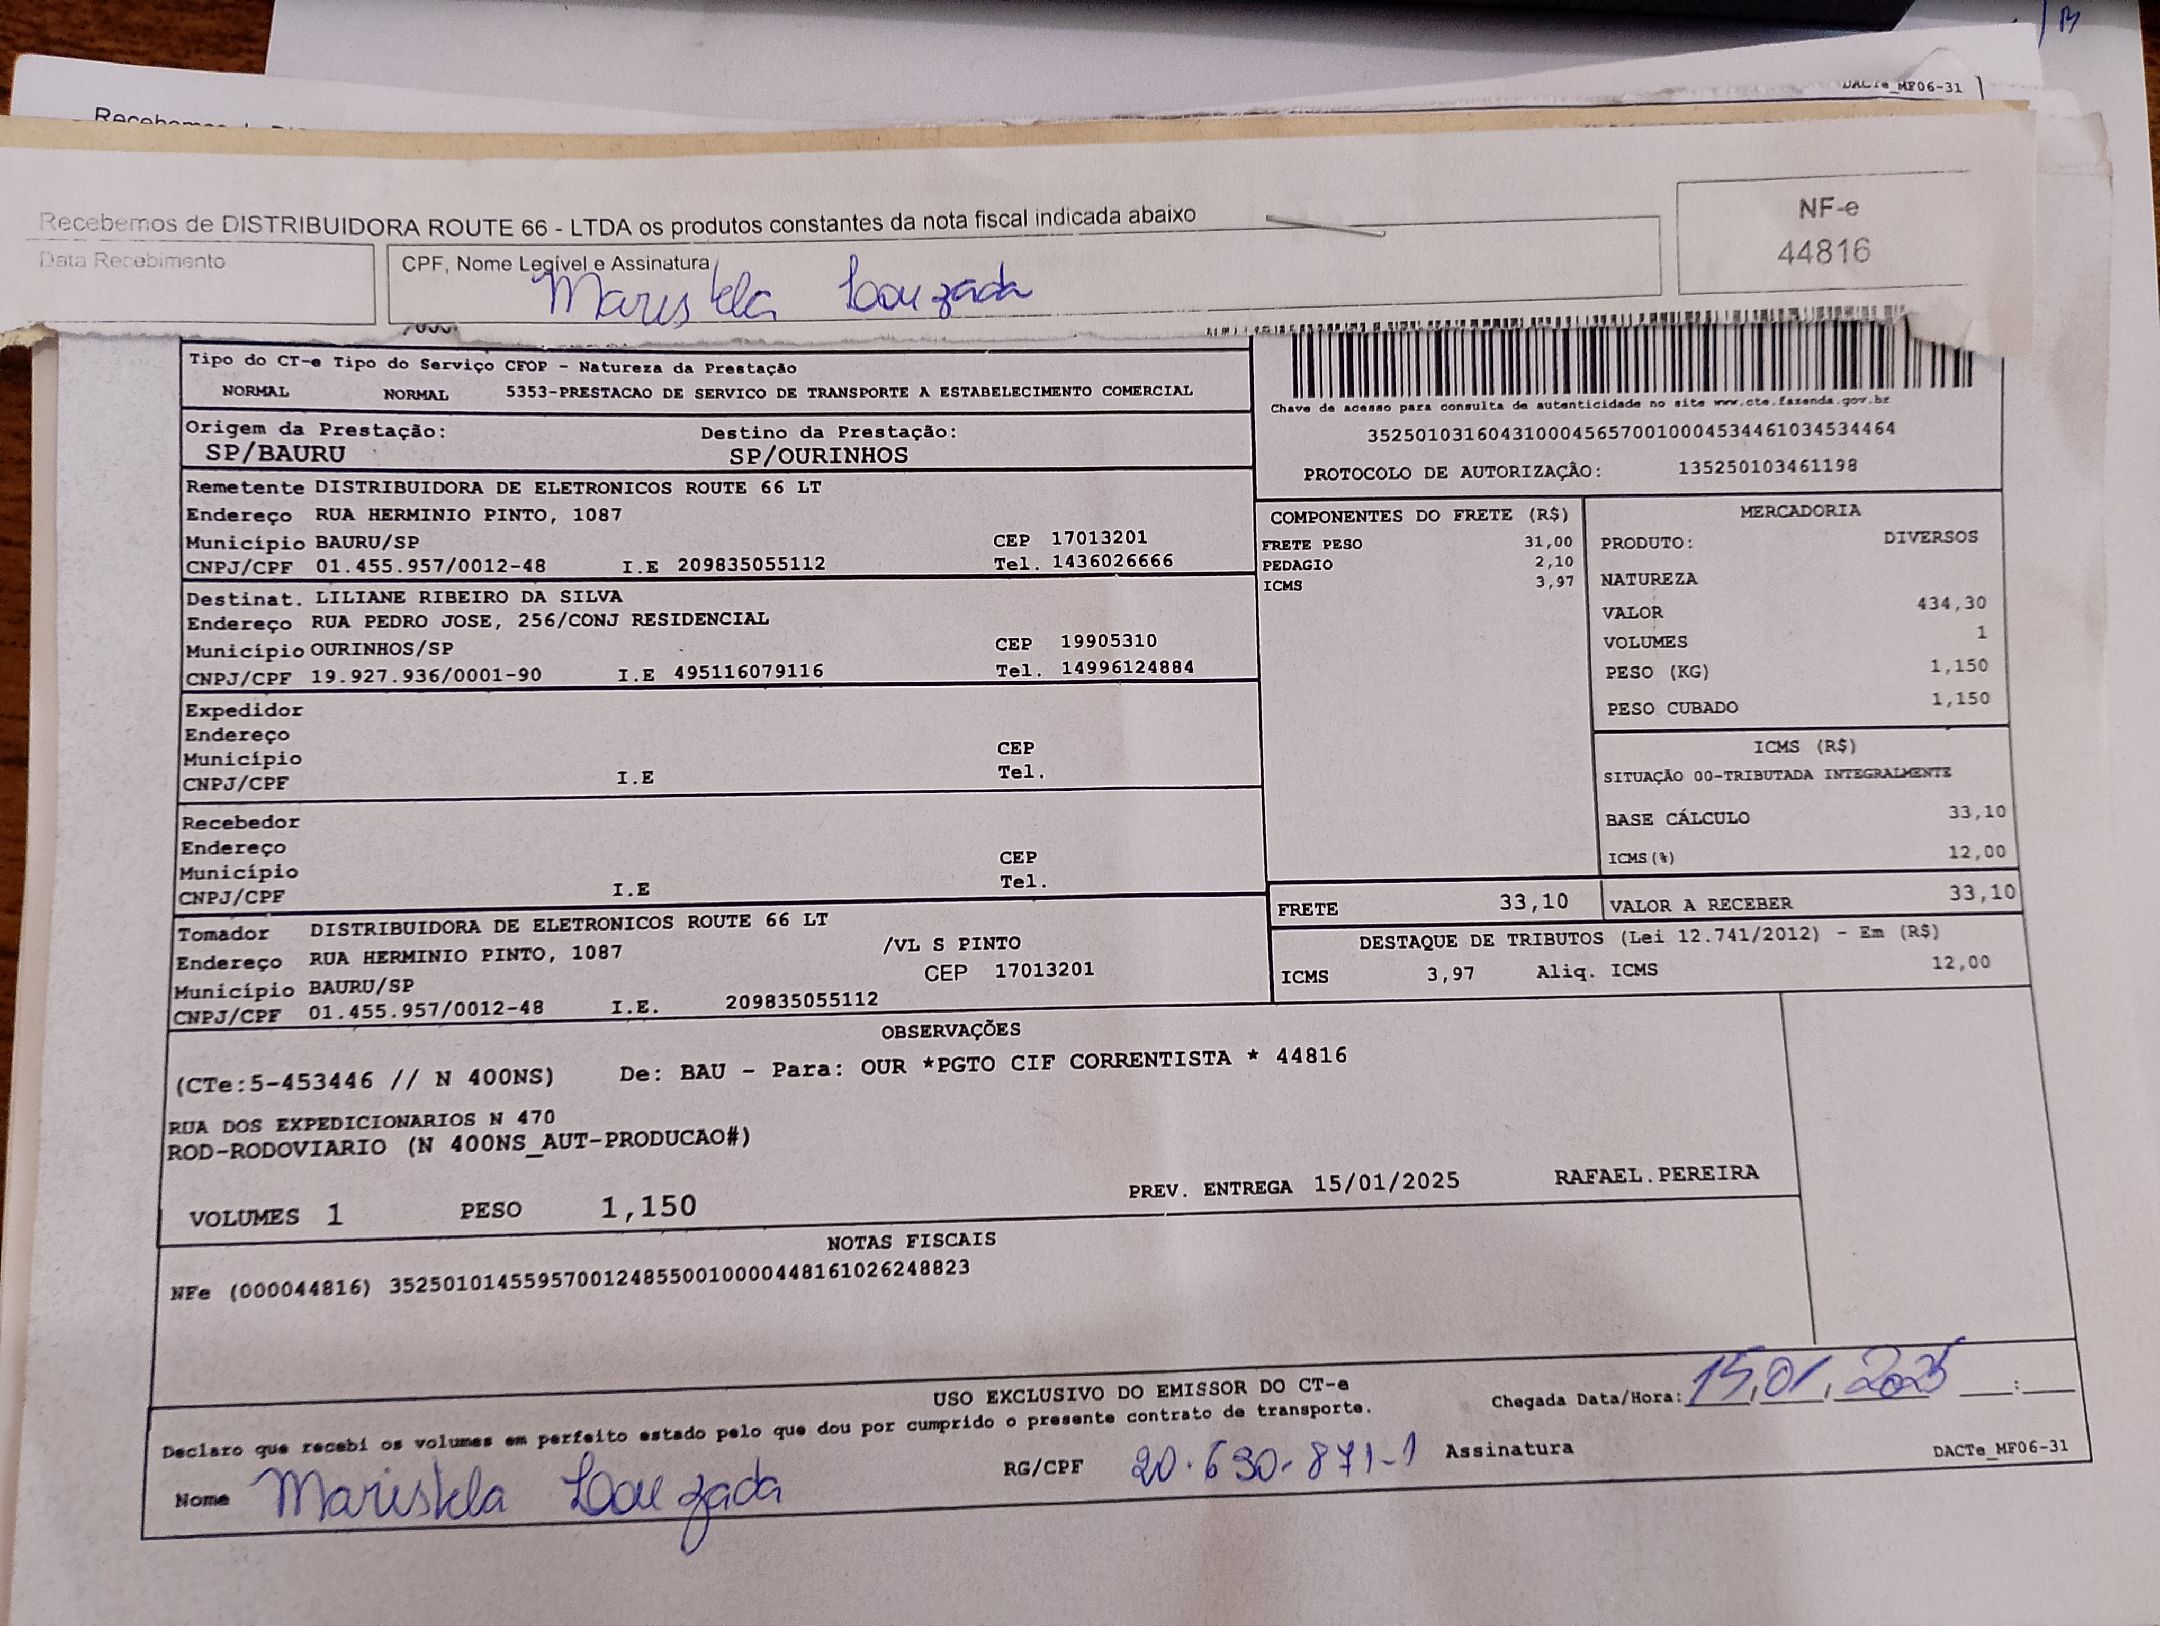 DACTe_MF06-31
Recebemos de DISTRIBUIDORA ROUTE 66 - LTDA os produtos constantes da nota fiscal indicada abaixo
NF-e
44816
Data Recebimento
CPF, Nome Legível e Assinatura
Maristela Louzada
Tipo do CT-e Tipo do Serviço CFOP - Natureza da Prestação
NORMAL NORMAL 5353-PRESTACAO DE SERVICO DE TRANSPORTE A ESTABELECIMENTO COMERCIAL
Chave de acesso para consulta de autenticidade no site www.cte.fazenda.gov.br
35250103160431000456570010004534461034534464
PROTOCOLO DE AUTORIZAÇÃO: 135250103461198
Origem da Prestação: Destino da Prestação:
SP/BAURU SP/OURINHOS
Remetente DISTRIBUIDORA DE ELETRONICOS ROUTE 66 LT
Endereço RUA HERMINIO PINTO, 1087
Município BAURU/SP CEP 17013201
CNPJ/CPF 01.455.957/0012-48 I.E 209835055112 Tel. 1436026666
Destinat. LILIANE RIBEIRO DA SILVA
Endereço RUA PEDRO JOSE, 256/CONJ RESIDENCIAL
Município OURINHOS/SP CEP 19905310
CNPJ/CPF 19.927.936/0001-90 I.E 495116079116 Tel. 14996124884
Expedidor
Endereço
Município CEP
CNPJ/CPF I.E Tel.
Recebedor
Endereço
Município CEP
CNPJ/CPF I.E Tel.
Tomador DISTRIBUIDORA DE ELETRONICOS ROUTE 66 LT
Endereço RUA HERMINIO PINTO, 1087 /VL S PINTO
Município BAURU/SP CEP 17013201
CNPJ/CPF 01.455.957/0012-48 I.E. 209835055112
COMPONENTES DO FRETE (R$)
FRETE PESO 31,00
PEDAGIO 2,10
ICMS 3,97
MERCADORIA
PRODUTO: DIVERSOS
NATUREZA
VALOR 434,30
VOLUMES 1
PESO (KG) 1,150
PESO CUBADO 1,150
ICMS (R$)
SITUAÇÃO 00-TRIBUTADA INTEGRALMENTE
BASE CÁLCULO 33,10
ICMS(%) 12,00
FRETE 33,10 VALOR A RECEBER 33,10
DESTAQUE DE TRIBUTOS (Lei 12.741/2012) - Em (R$)
ICMS 3,97 Aliq. ICMS 12,00
OBSERVAÇÕES
(CTe:5-453446 // N 400NS) De: BAU - Para: OUR *PGTO CIF CORRENTISTA * 44816
RUA DOS EXPEDICIONARIOS N 470
ROD-RODOVIARIO (N 400NS_AUT-PRODUCAO#)
VOLUMES 1 PESO 1,150 PREV. ENTREGA 15/01/2025 RAFAEL.PEREIRA
NOTAS FISCAIS
NFe (000044816) 35250101455957001248550010000448161026248823
USO EXCLUSIVO DO EMISSOR DO CT-e
Chegada Data/Hora: 15,01,2025 ___:___
Declaro que recebi os volumes em perfeito estado pelo que dou por cumprido o presente contrato de transporte.
Nome Maristela Louzada RG/CPF 20.630.871-1 Assinatura
DACTe_MF06-31